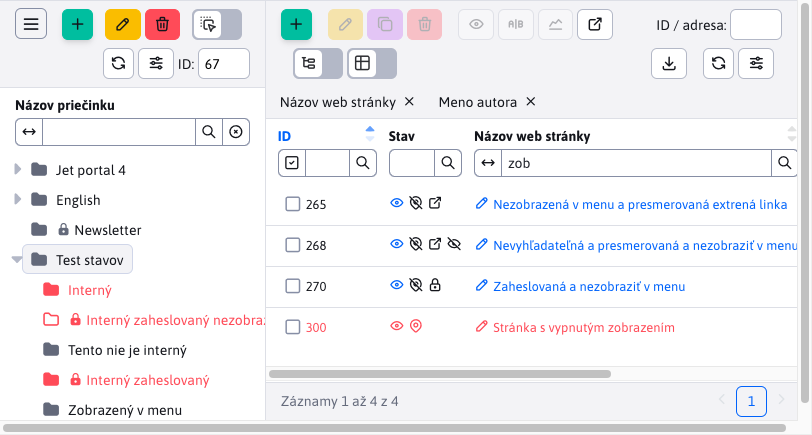 ID / adresa:
ID: 67
Názov priečinku
Jet portal 4
English
Newsletter
Test stavov
Interný
Interný zaheslovaný nezobra
Tento nie je interný
Interný zaheslovaný
Zobrazený v menu
A|B
Názov web stránky ×
Meno autora ×
ID
Stav
Názov web stránky
zob
265
Nezobrazená v menu a presmerovaná extrená linka
268
Nevyhľadateľná a presmerovaná a nezobraziť v menu
270
Zaheslovaná a nezobraziť v menu
300
Stránka s vypnutým zobrazením
Záznamy 1 až 4 z 4
1